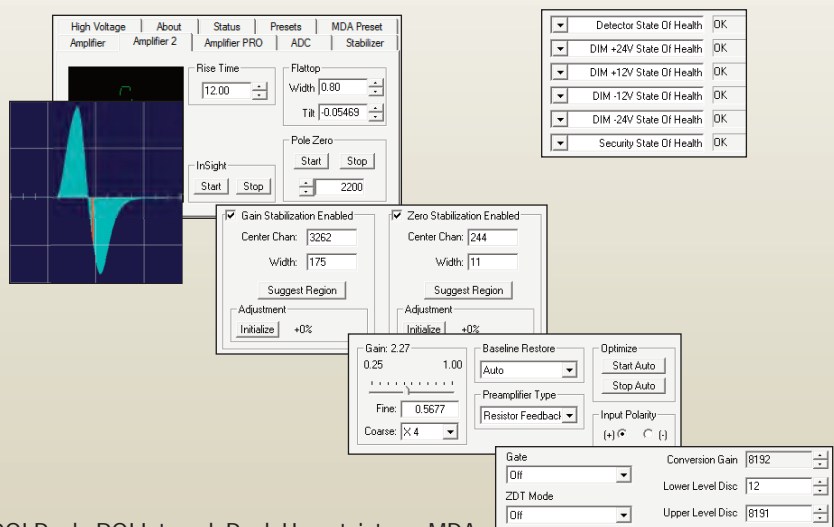 High Voltage About Status Presets MDA Preset
Amplifier Amplifier 2 Amplifier PRO ADC Stabilizer
Rise Time
12.00
Flattop
Width 0.80
Tilt -0.05469
Pole Zero
Start Stop
2200
InSight
Start Stop
Detector State Of Health OK
DIM +24V State Of Health OK
DIM +12V State Of Health OK
DIM -12V State Of Health OK
DIM -24V State Of Health OK
Security State Of Health OK
Gain Stabilization Enabled
Center Chan: 3262
Width: 175
Suggest Region
Adjustment
Initialize +0%
Zero Stabilization Enabled
Center Chan: 244
Width: 11
Suggest Region
Adjustment
Initialize +0%
Gain: 2.27
0.25 1.00
Fine: 0.5677
Coarse: X 4
Baseline Restore
Auto
Preamplifier Type
Resistor Feedback
Optimize
Start Auto
Stop Auto
Input Polarity
(+) (-)
Gate
Off
ZDT Mode
Off
Conversion Gain 8192
Lower Level Disc 12
Upper Level Disc 8191